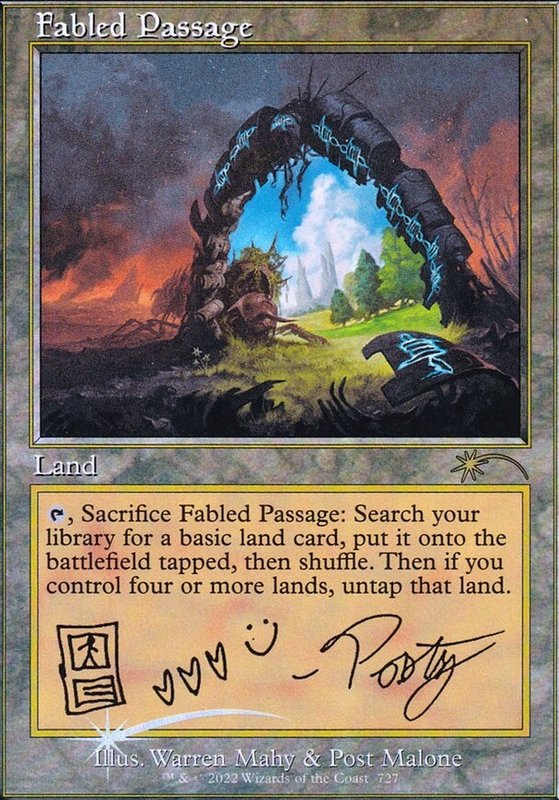 Fabled Passage
Land
, Sacrifice Fabled Passage: Search your
library for a basic land card, put it onto the
battlefield tapped, then shuffle. Then if you
control four or more lands, untap that land.
- Posty
Illus. Warren Mahy & Post Malone
™ & © 2022 Wizards of the Coast 727